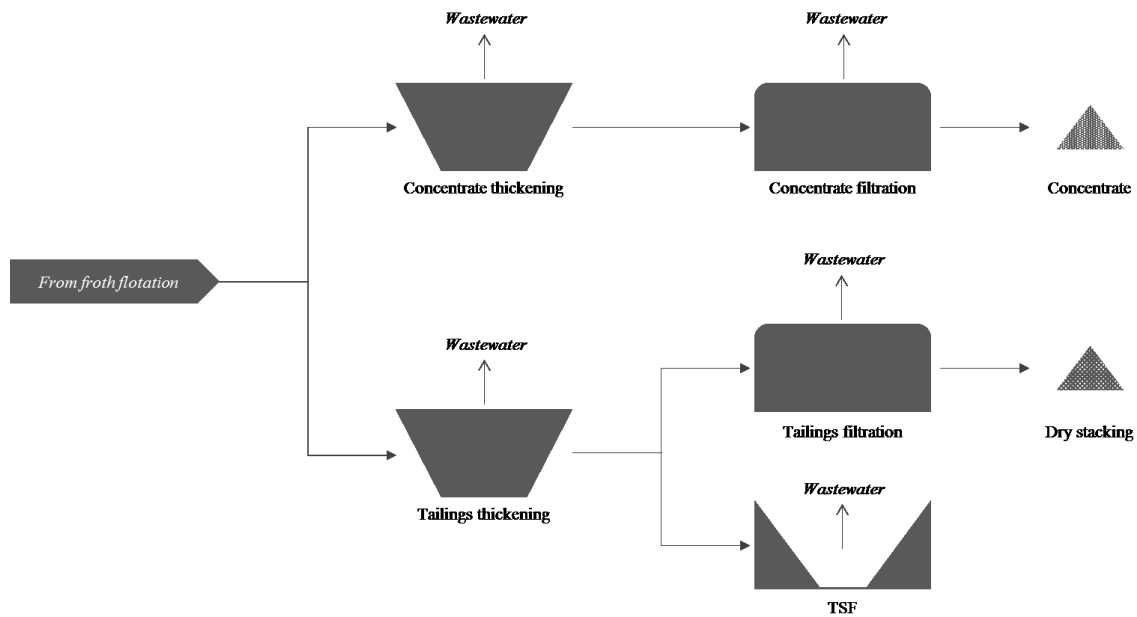 Wastewater
Wastewater
Concentrate thickening
Concentrate filtration
Concentrate
From froth flotation
Wastewater
Wastewater
Tailings filtration
Dry stacking
Tailings thickening
Wastewater
TSF